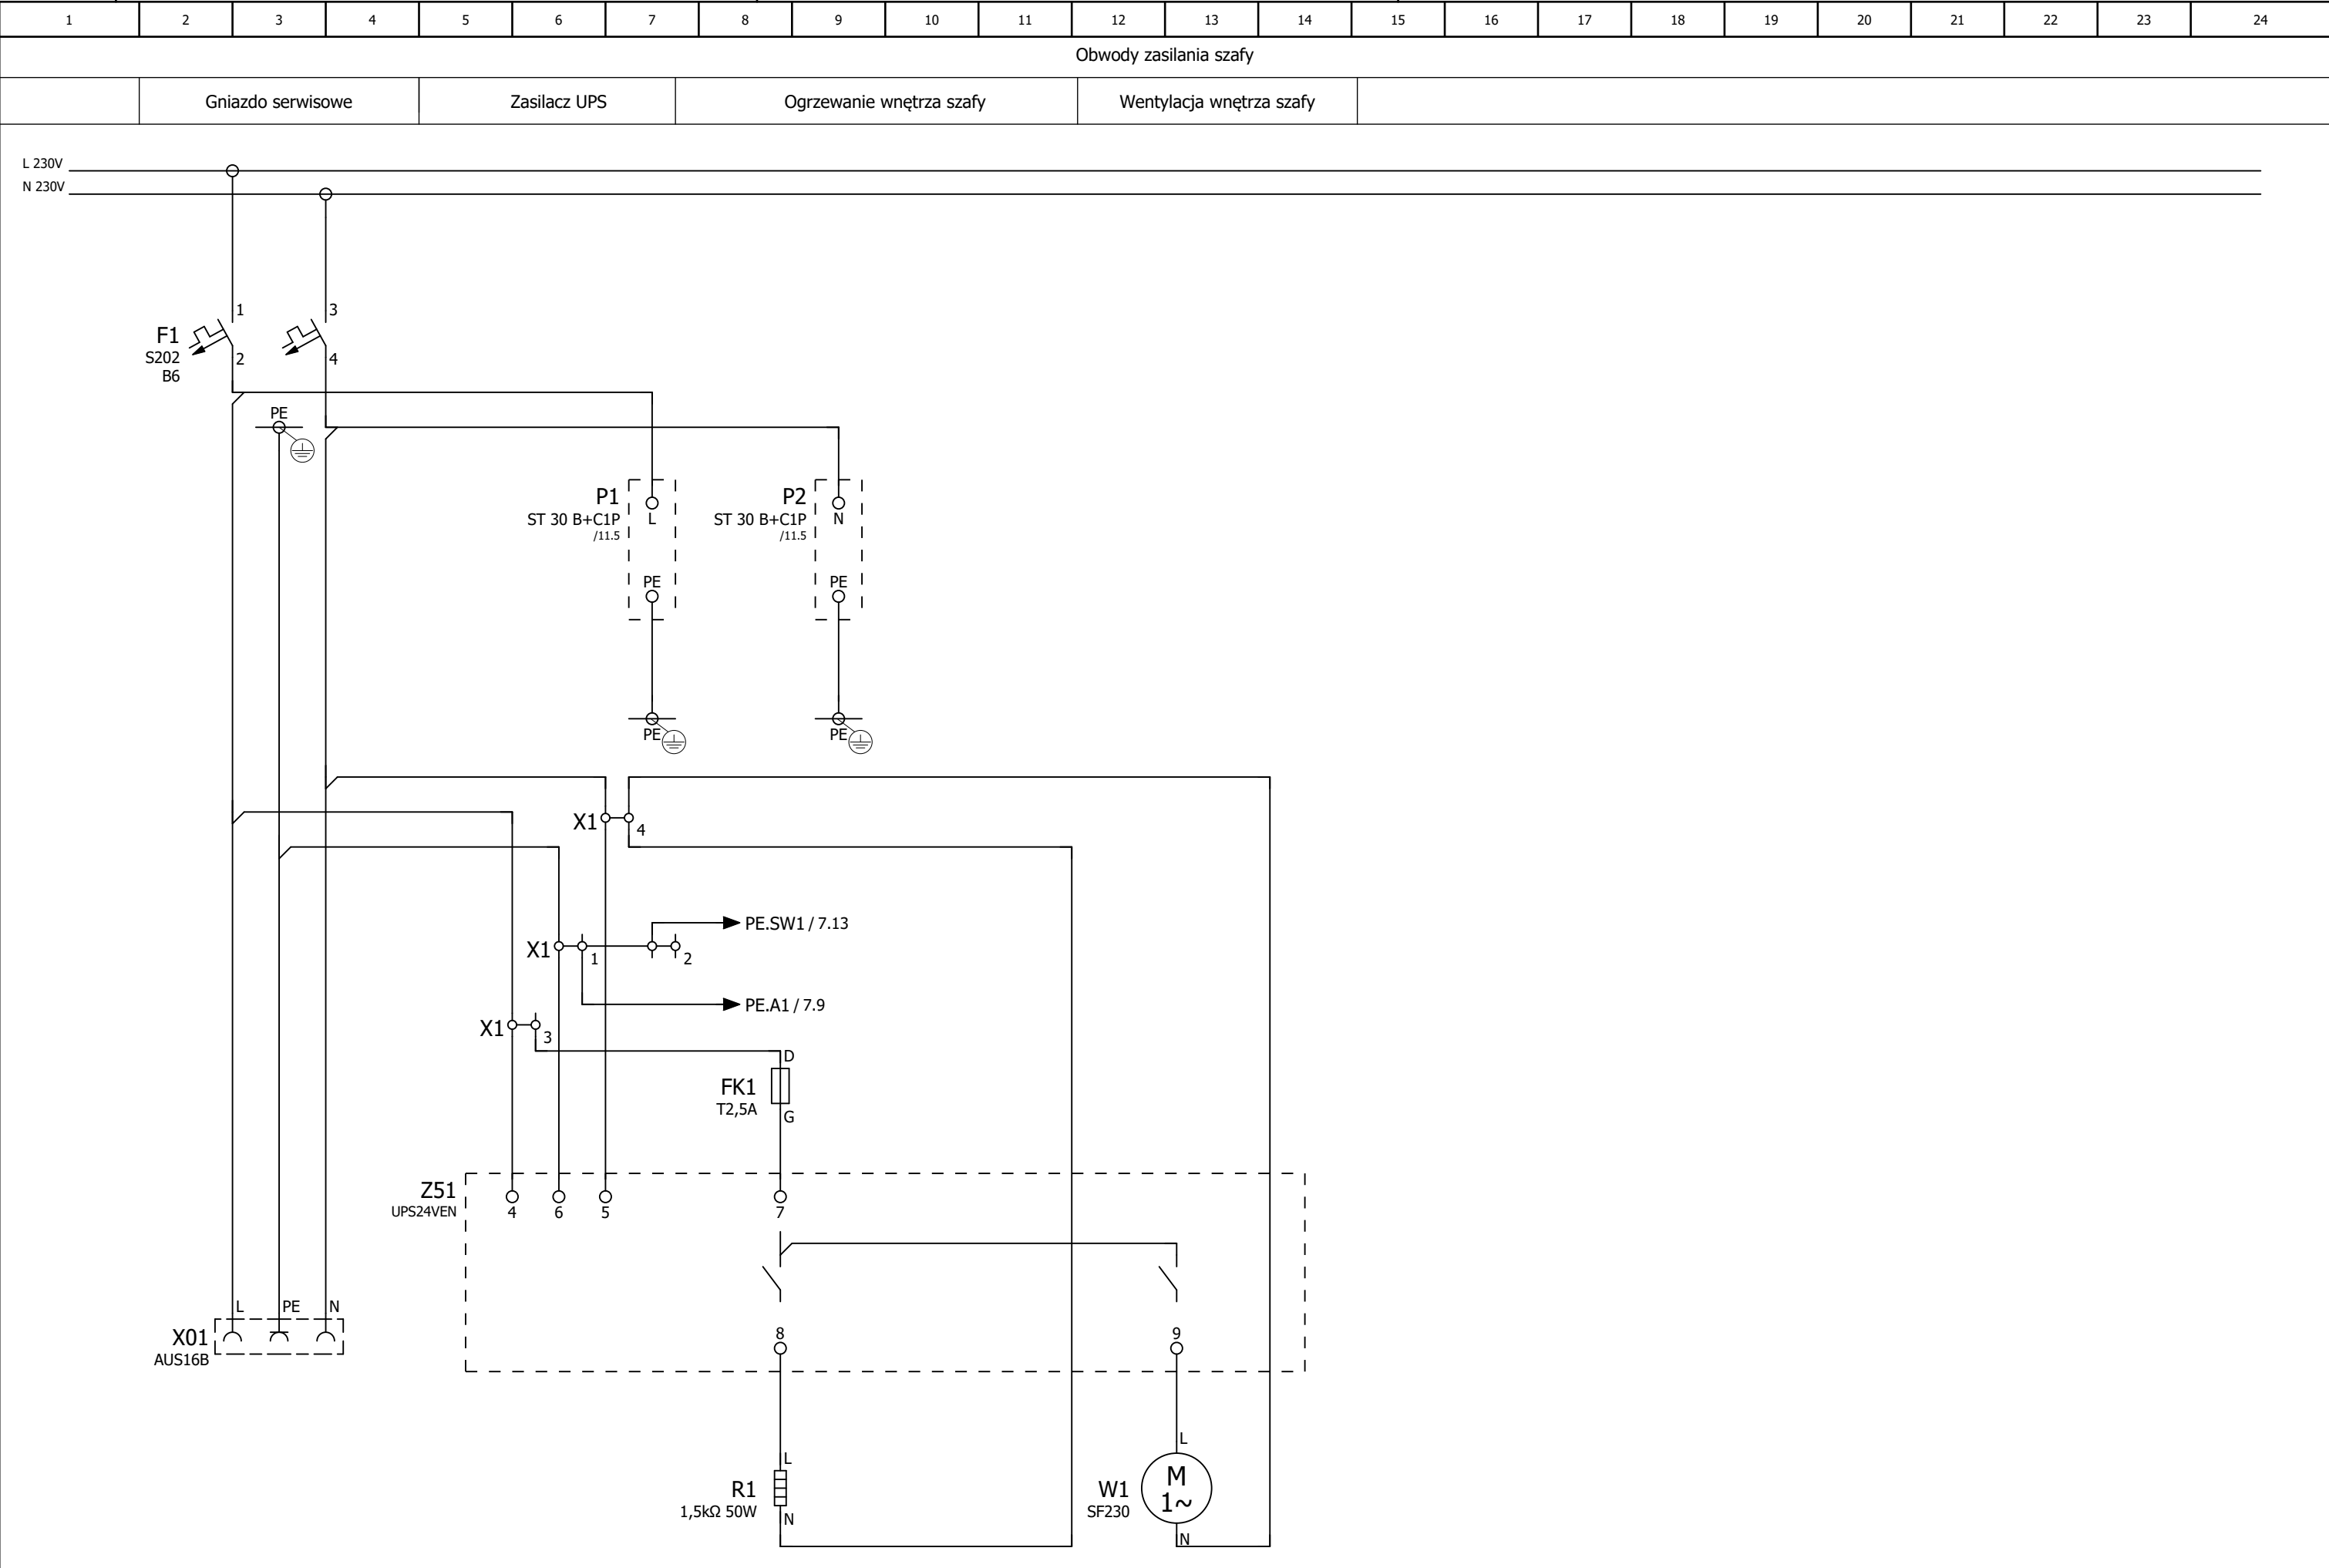 1 2 3 4 5 6 7 8 9 10 11 12 13 14 15 16 17 18 19 20 21 22 23 24
Obwody zasilania szafy
Gniazdo serwisowe Zasilacz UPS Ogrzewanie wnętrza szafy Wentylacja wnętrza szafy
L 230V
N 230V
1 3
F1
S202
B6
2 4
PE
P1
ST 30 B+C1P
/11.5
L
PE
PE
P2
ST 30 B+C1P
/11.5
N
PE
PE
X1 4
PE.SW1 / 7.13
X1 1 2
PE.A1 / 7.9
X1 3
D
FK1
T2,5A
G
Z51
UPS24VEN
4 6 5 7
L PE N
X01
AUS16B
8 9
L
R1
1,5kΩ 50W
N
L
M
1~
W1
SF230
N